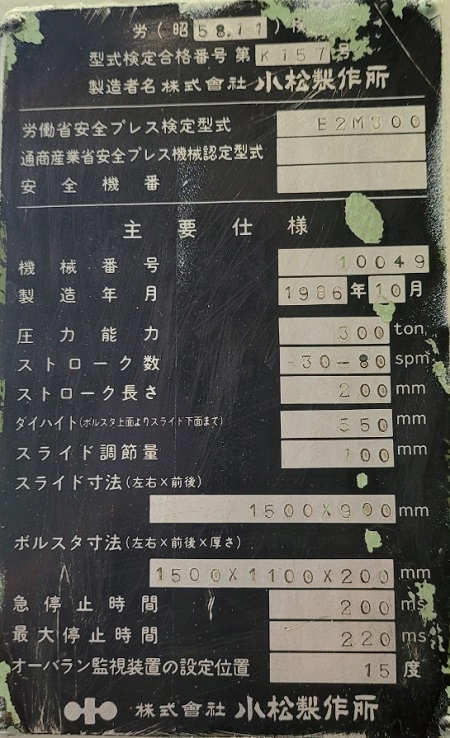 労(昭58.11)検
型式検定合格番号 第K157号
製造者名 株式會社 小松製作所
労働省安全プレス検定型式 E2M300
通商産業省安全プレス機械認定型式
安全機番
主要仕様
機械番号 10049
製造年月 1986年10月
圧力能力 300 ton
ストローク数 30-80 spm
ストローク長さ 200 mm
ダイハイト(ボルスタ上面よりスライド下面まで) 550 mm
スライド調節量 100 mm
スライド寸法(左右×前後)
1500X900 mm
ボルスタ寸法(左右×前後×厚さ)
1500X1100X200 mm
急停止時間 200 ms
最大停止時間 220 ms
オーバラン監視装置の設定位置 15度
株式會社 小松製作所